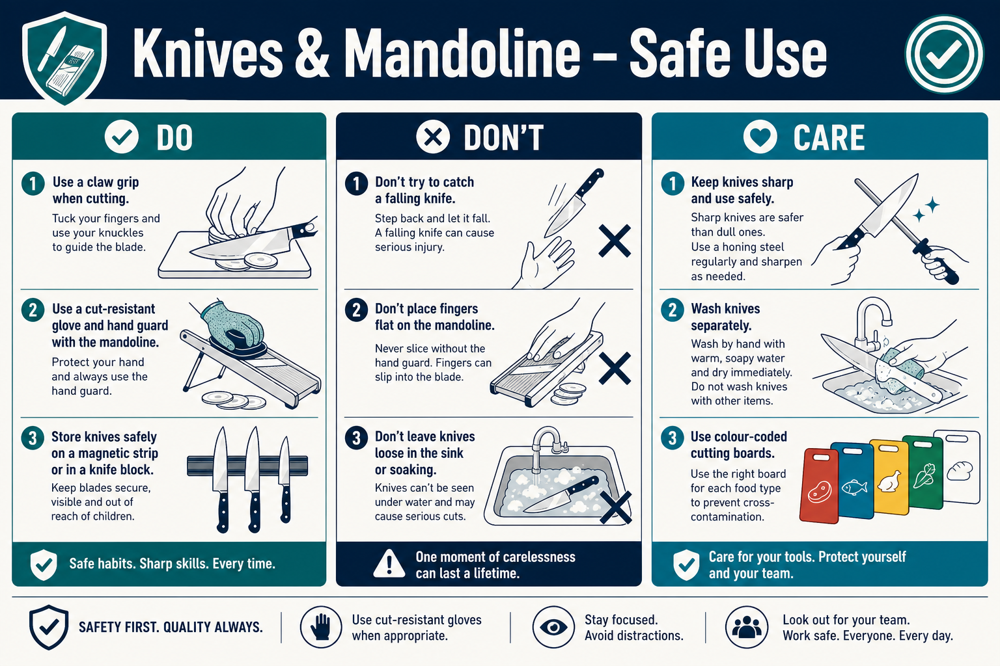 Knives & Mandoline – Safe Use
DO
1
Use a claw grip
when cutting.
Tuck your fingers and
use your knuckles
to guide the blade.
2
Use a cut-resistant
glove and hand guard
with the mandoline.
Protect your hand
and always use the
hand guard.
3
Store knives safely
on a magnetic strip
or in a knife block.
Keep blades secure,
visible and out of
reach of children.
Safe habits. Sharp skills. Every time.
DON'T
1
Don't try to catch
a falling knife.
Step back and let it fall.
A falling knife can cause
serious injury.
2
Don't place fingers
flat on the mandoline.
Never slice without the
hand guard. Fingers can
slip into the blade.
3
Don't leave knives
loose in the sink
or soaking.
Knives can't be seen
under water and may
cause serious cuts.
One moment of carelessness
can last a lifetime.
CARE
1
Keep knives sharp
and use safely.
Sharp knives are safer
than dull ones.
Use a honing steel
regularly and sharpen
as needed.
2
Wash knives
separately.
Wash by hand with
warm, soapy water
and dry immediately.
Do not wash knives
with other items.
3
Use colour-coded
cutting boards.
Use the right board
for each food type
to prevent cross-
contamination.
Care for your tools. Protect yourself
and your team.
SAFETY FIRST. QUALITY ALWAYS.
Use cut-resistant gloves
when appropriate.
Stay focused.
Avoid distractions.
Look out for your team.
Work safe. Everyone. Every day.